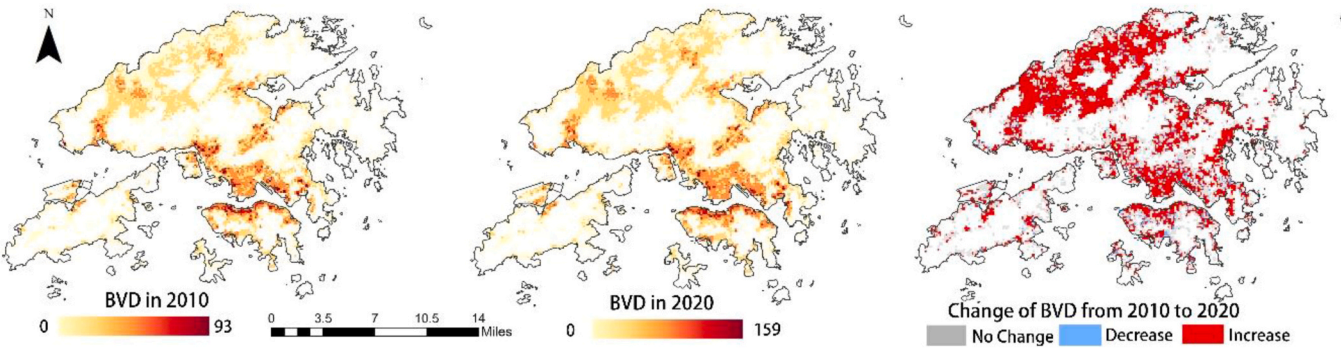 N
BVD in 2010
0 93
0 3.5 7 10.5 14
Miles
BVD in 2020
0 159
Change of BVD from 2010 to 2020
No Change Decrease Increase